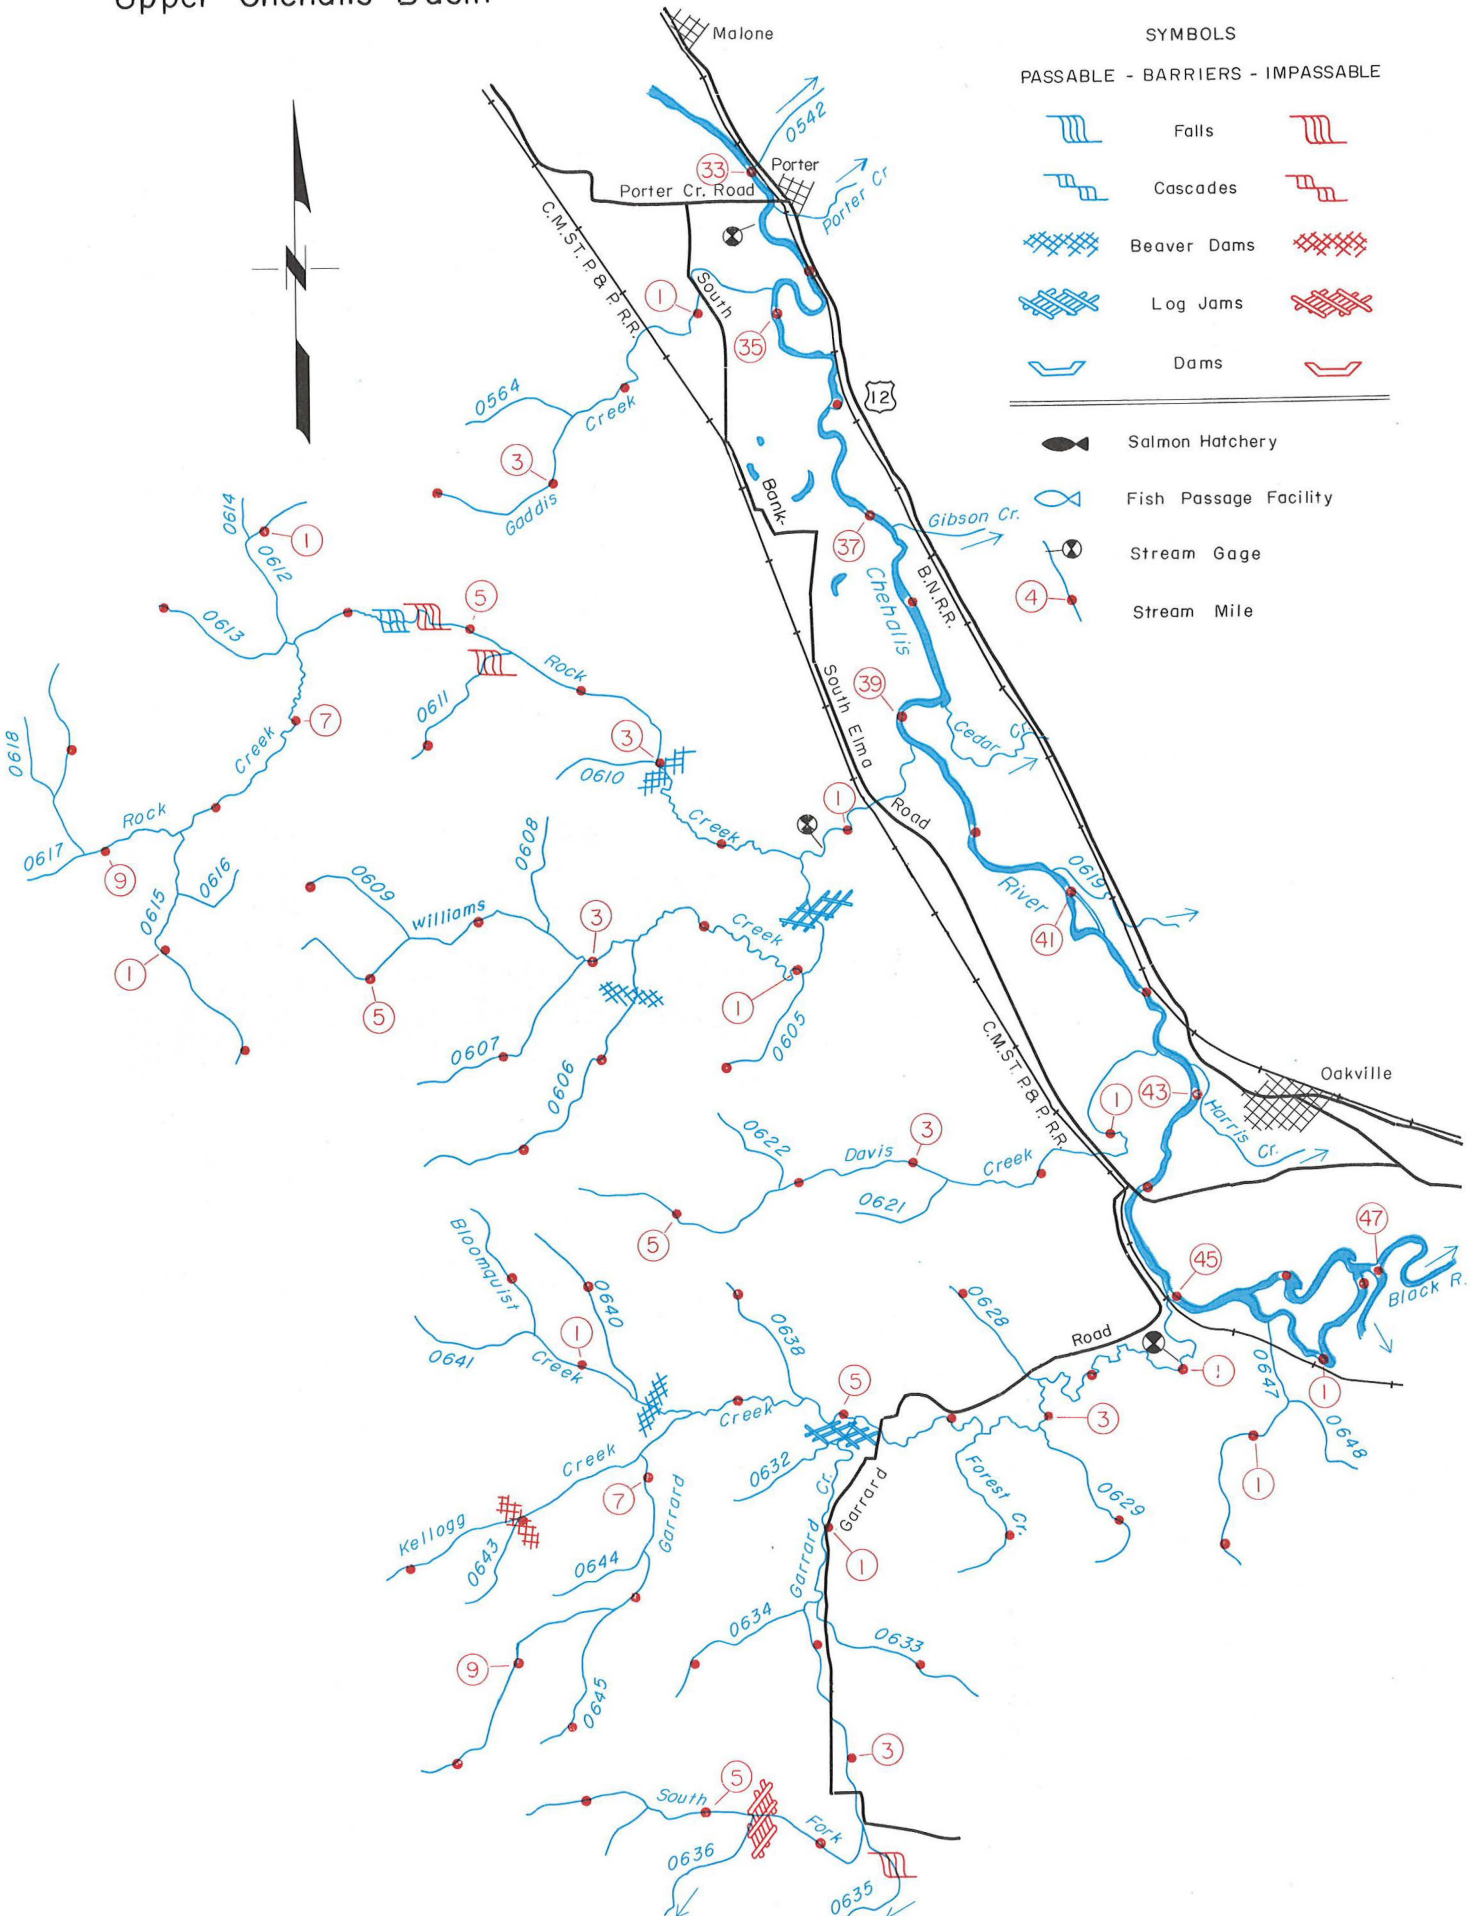 Upper Chehalis Basin
Malone
SYMBOLS
PASSABLE - BARRIERS - IMPASSABLE
Falls
Cascades
Beaver Dams
Log Jams
Dams
Salmon Hatchery
Fish Passage Facility
Stream Gage
4
Stream Mile
0542
33
Porter
Porter Cr. Road
Porter Cr
C.M.ST. P. & P. R.R.
1
South
35
12
0564
Creek
3
Gaddis
Bank-
Gibson Cr.
37
Chehalis
B.N.R.R.
0614
1
0612
5
0613
Rock
0611
39
South Elma
Cedar Cr
7
3
0618
Creek
0610
1
Road
Rock
Creek
0608
0617
9
0616
0615
0609
Williams
3
Creek
River
0619
41
1
5
1
0605
0607
0606
C.M.ST. P. & P. R.R.
Oakville
43
1
Harris Cr.
0622
3
Davis
Creek
0621
5
47
45
Black R.
Bloomquist
0640
1
0641
Creek
0638
0628
Road
1
0647
1
0648
5
Creek
3
0632
Creek
Cr.
Garrard
Forest Cr.
0629
1
7
Garrard
Kellogg
0643
0644
Garrard
1
0634
0633
9
0645
3
5
South
Fork
0636
0635